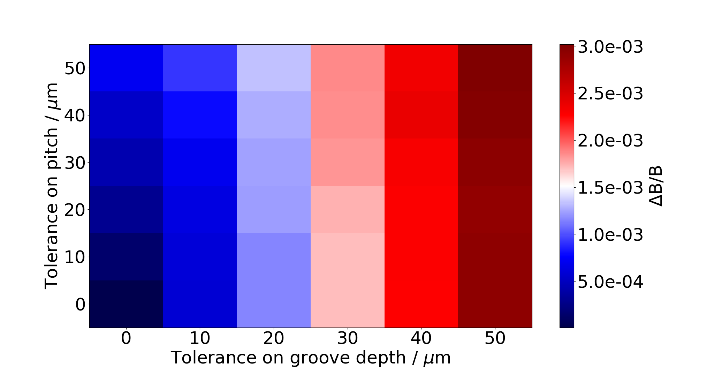 50
40
30
20
10
0
Tolerance on pitch / μm
0 10 20 30 40 50
Tolerance on groove depth / μm
3.0e-03
2.5e-03
2.0e-03
1.5e-03
1.0e-03
5.0e-04
ΔB/B